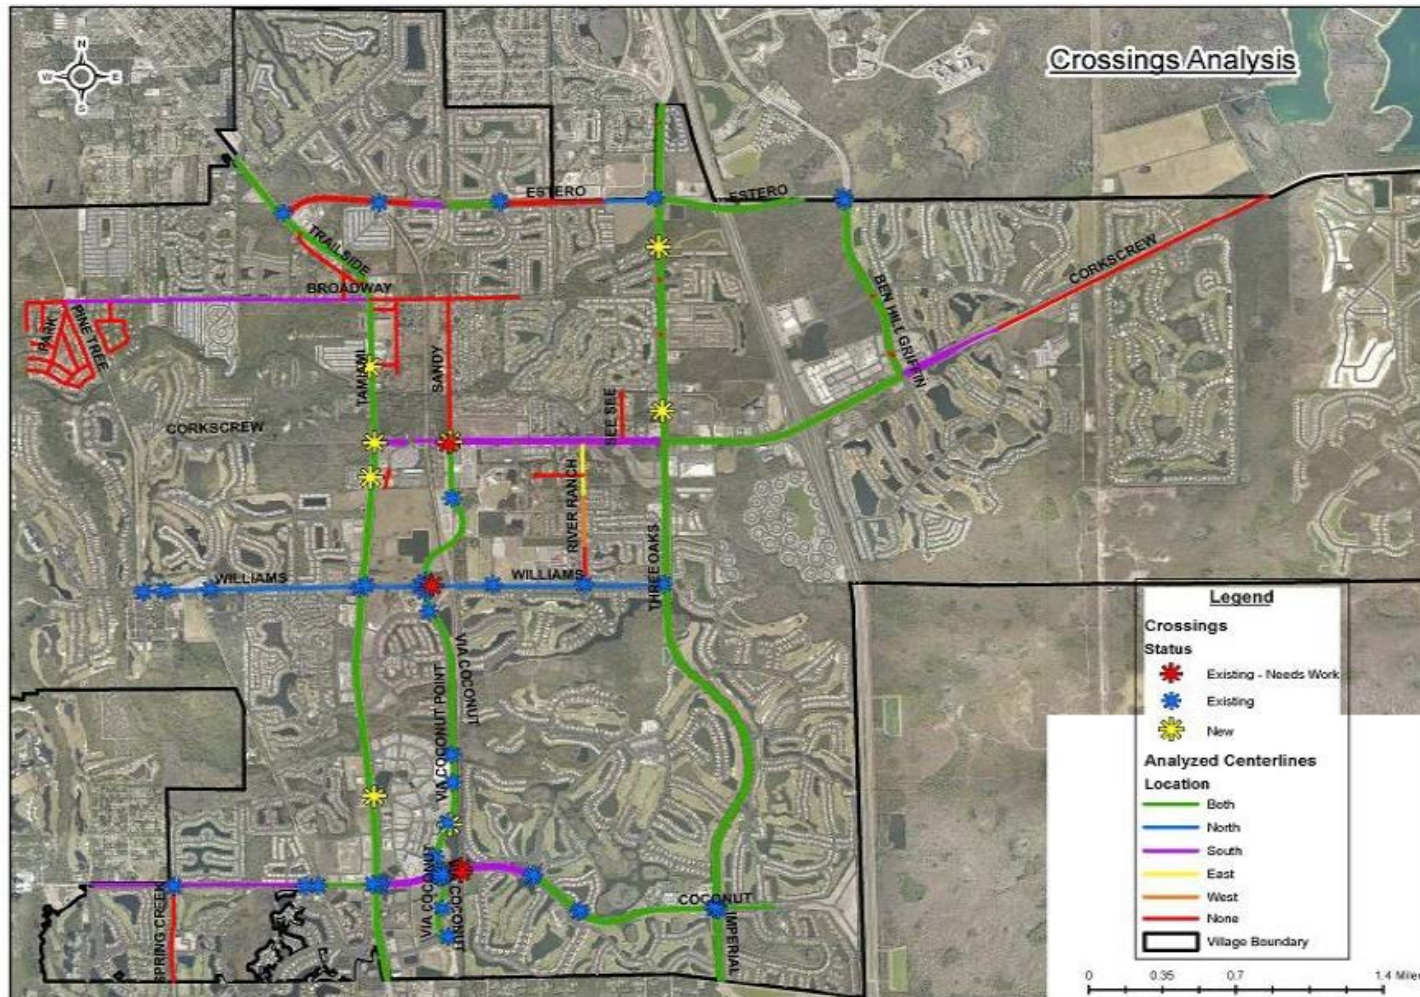 Crossings Analysis
N
W E
S
ESTERO
ESTERO
TRAILSIDE
BROADWAY
CORKSCREW
BEN HILL GRIFFIN
PARK
PINE TREE
TAMIAMI
SANDY
CORKSCREW
BEE SEE
RIVER RANCH
THREE OAKS
WILLIAMS
WILLIAMS
VIA COCONUT
VIA COCONUT POINT
VIA COCONUT
COCONUT
COCONUT
IMPERIAL
SPRING CREEK
Legend
Crossings
Status
Existing - Needs Work
Existing
New
Analyzed Centerlines
Location
Both
North
South
East
West
None
Village Boundary
0 0.35 0.7 1.4 Miles